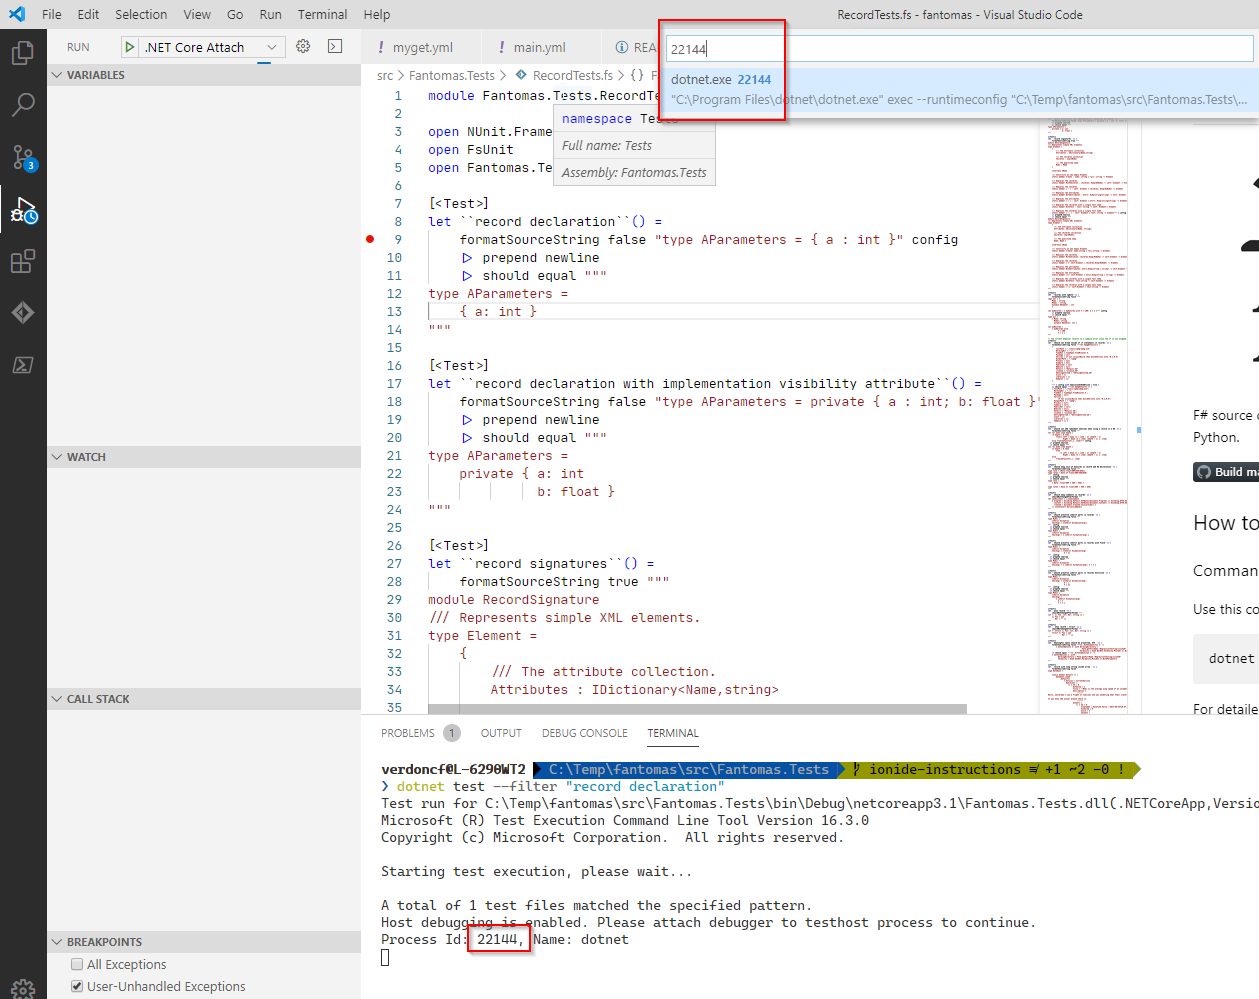 File Edit Selection View Go Run Terminal Help
RecordTests.fs - fantomas - Visual Studio Code
RUN
.NET Core Attach
! myget.yml
! main.yml
REA
22144
dotnet.exe 22144
"C:\Program Files\dotnet\dotnet.exe" exec --runtimeconfig "C:\Temp\fantomas\src\Fantomas.Tests\...
VARIABLES
src > Fantomas.Tests > RecordTests.fs > {} F
1 module Fantomas.Tests.RecordTe
namespace Tests
Full name: Tests
Assembly: Fantomas.Tests
2
3 open NUnit.Frame
4 open FsUnit
5 open Fantomas.Te
6
7 [<Test>]
8 let ``record declaration``() =
9 formatSourceString false "type AParameters = { a : int }" config
10 |> prepend newline
11 |> should equal """
12 type AParameters =
13 { a: int }
14 """
15
16 [<Test>]
17 let ``record declaration with implementation visibility attribute``() =
18 formatSourceString false "type AParameters = private { a : int; b: float }"
19 |> prepend newline
20 |> should equal """
21 type AParameters =
22 private { a: int
23 b: float }
24 """
25
26 [<Test>]
27 let ``record signatures``() =
28 formatSourceString true """
29 module RecordSignature
30 /// Represents simple XML elements.
31 type Element =
32 {
33 /// The attribute collection.
34 Attributes : IDictionary<Name,string>
35
F# source
Python.
Build ma
How to
Comman
Use this co
dotnet
For detaile
WATCH
CALL STACK
BREAKPOINTS
All Exceptions
User-Unhandled Exceptions
3
PROBLEMS 1 OUTPUT DEBUG CONSOLE TERMINAL
verdoncf@L-6290WT2 C:\Temp\fantomas\src\Fantomas.Tests ionide-instructions ≢ +1 ~2 -0 !
❯ dotnet test --filter "record declaration"
Test run for C:\Temp\fantomas\src\Fantomas.Tests\bin\Debug\netcoreapp3.1\Fantomas.Tests.dll(.NETCoreApp,Versio
Microsoft (R) Test Execution Command Line Tool Version 16.3.0
Copyright (c) Microsoft Corporation. All rights reserved.
Starting test execution, please wait...
A total of 1 test files matched the specified pattern.
Host debugging is enabled. Please attach debugger to testhost process to continue.
Process Id: 22144, Name: dotnet